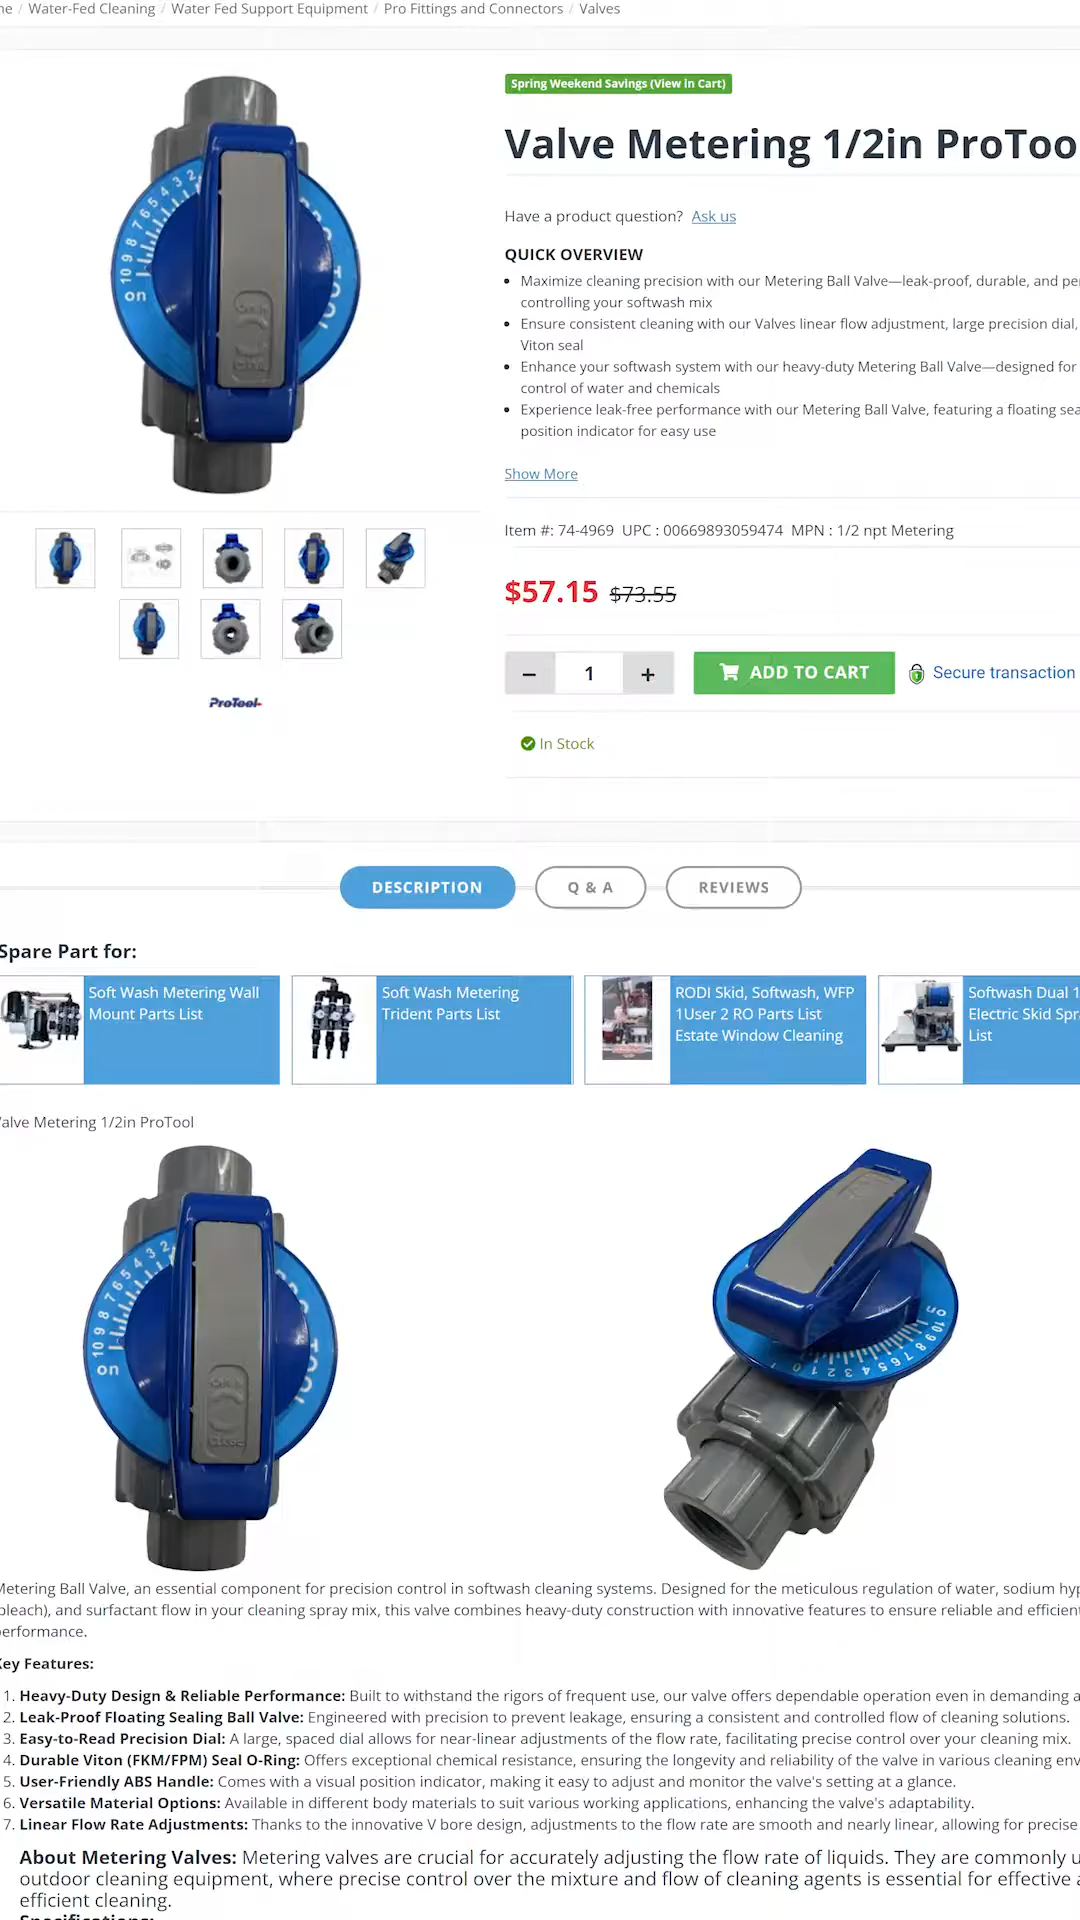 / Water-Fed Cleaning / Water Fed Support Equipment / Pro Fittings and Connectors / Valves
Spring Weekend Savings (View in Cart)
Valve Metering 1/2in ProToo
Have a product question? Ask us
QUICK OVERVIEW
Maximize cleaning precision with our Metering Ball Valve—leak-proof, durable, and
controlling your softwash mix
Ensure consistent cleaning with our Valves linear flow adjustment, large precision dial,
Viton seal
Enhance your softwash system with our heavy-duty Metering Ball Valve—designed for
control of water and chemicals
Experience leak-free performance with our Metering Ball Valve, featuring a floating
position indicator for easy use
Show More
Item #: 74-4969 UPC : 00669893059474 MPN : 1/2 npt Metering
$57.15 $73.55
− 1 + ADD TO CART Secure transaction
ProTool
In Stock
DESCRIPTION Q & A REVIEWS
Spare Part for:
Soft Wash Metering Wall
Mount Parts List
Soft Wash Metering
Trident Parts List
RODI Skid, Softwash, WFP
1User 2 RO Parts List
Estate Window Cleaning
Softwash Dual 1
Electric Skid
List
alve Metering 1/2in ProTool
10 9 8 7 6 5 4 3 2
on
Metering Ball Valve, an essential component for precision control in softwash cleaning systems. Designed for the meticulous regulation of water, sodium
bleach), and surfactant flow in your cleaning spray mix, this valve combines heavy-duty construction with innovative features to ensure reliable and efficient
performance.
Key Features:
1. Heavy-Duty Design & Reliable Performance: Built to withstand the rigors of frequent use, our valve offers dependable operation even in demanding
2. Leak-Proof Floating Sealing Ball Valve: Engineered with precision to prevent leakage, ensuring a consistent and controlled flow of cleaning solutions.
3. Easy-to-Read Precision Dial: A large, spaced dial allows for near-linear adjustments of the flow rate, facilitating precise control over your cleaning mix.
4. Durable Viton (FKM/FPM) Seal O-Ring: Offers exceptional chemical resistance, ensuring the longevity and reliability of the valve in various cleaning
5. User-Friendly ABS Handle: Comes with a visual position indicator, making it easy to adjust and monitor the valve's setting at a glance.
6. Versatile Material Options: Available in different body materials to suit various working applications, enhancing the valve's adaptability.
7. Linear Flow Rate Adjustments: Thanks to the innovative V bore design, adjustments to the flow rate are smooth and nearly linear, allowing for precise
About Metering Valves: Metering valves are crucial for accurately adjusting the flow rate of liquids. They are commonly
outdoor cleaning equipment, where precise control over the mixture and flow of cleaning agents is essential for effective
efficient cleaning.